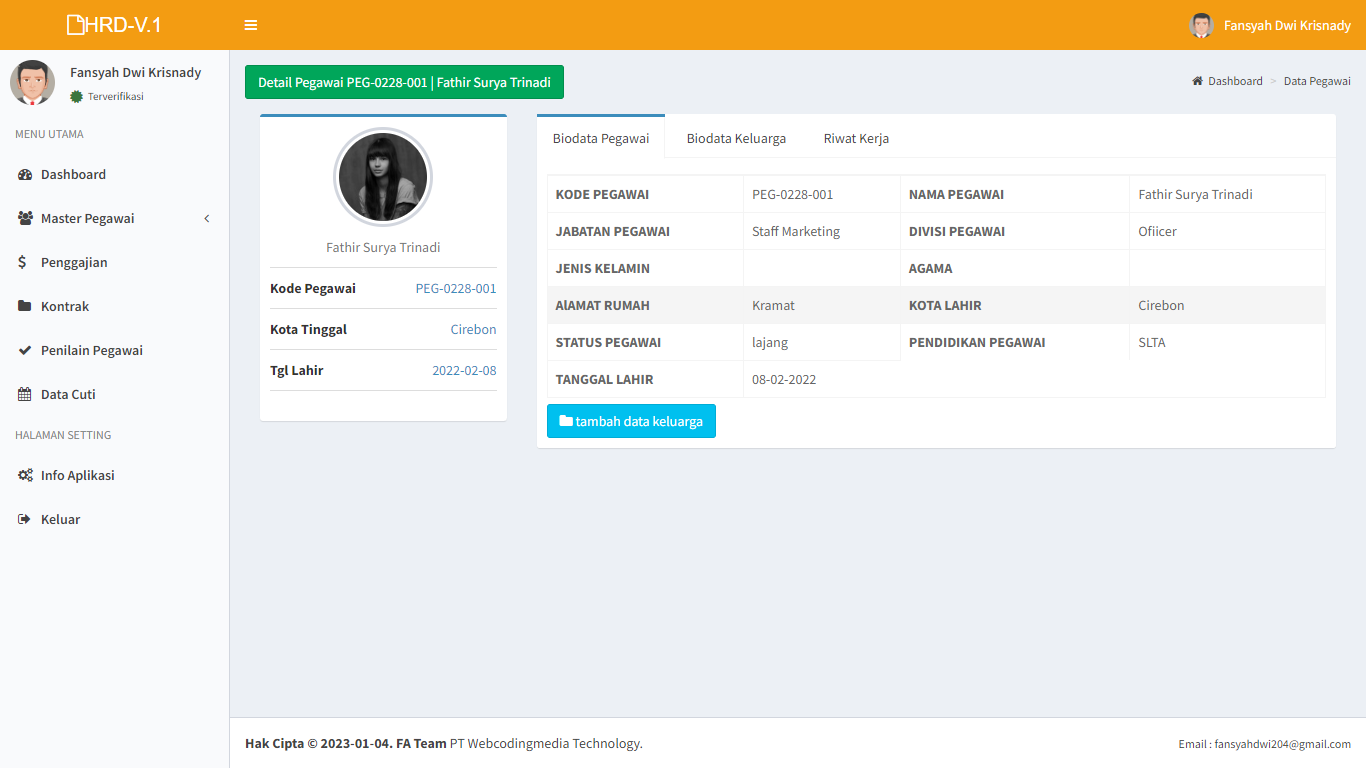 HRD-V.1
Fansyah Dwi Krisnady
Fansyah Dwi Krisnady
Terverifikasi
MENU UTAMA
Dashboard
Master Pegawai
Penggajian
Kontrak
Penilain Pegawai
Data Cuti
HALAMAN SETTING
Info Aplikasi
Keluar
Detail Pegawai PEG-0228-001 | Fathir Surya Trinadi
Dashboard > Data Pegawai
Fathir Surya Trinadi
Kode Pegawai PEG-0228-001
Kota Tinggal Cirebon
Tgl Lahir 2022-02-08
Biodata Pegawai Biodata Keluarga Riwat Kerja
KODE PEGAWAI PEG-0228-001 NAMA PEGAWAI Fathir Surya Trinadi
JABATAN PEGAWAI Staff Marketing DIVISI PEGAWAI Ofiicer
JENIS KELAMIN AGAMA
AlAMAT RUMAH Kramat KOTA LAHIR Cirebon
STATUS PEGAWAI lajang PENDIDIKAN PEGAWAI SLTA
TANGGAL LAHIR 08-02-2022
tambah data keluarga
Hak Cipta © 2023-01-04. FA Team PT Webcodingmedia Technology.
Email : fansyahdwi204@gmail.com